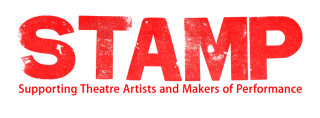 STAMP
Supporting Theatre Artists and Makers of Performance